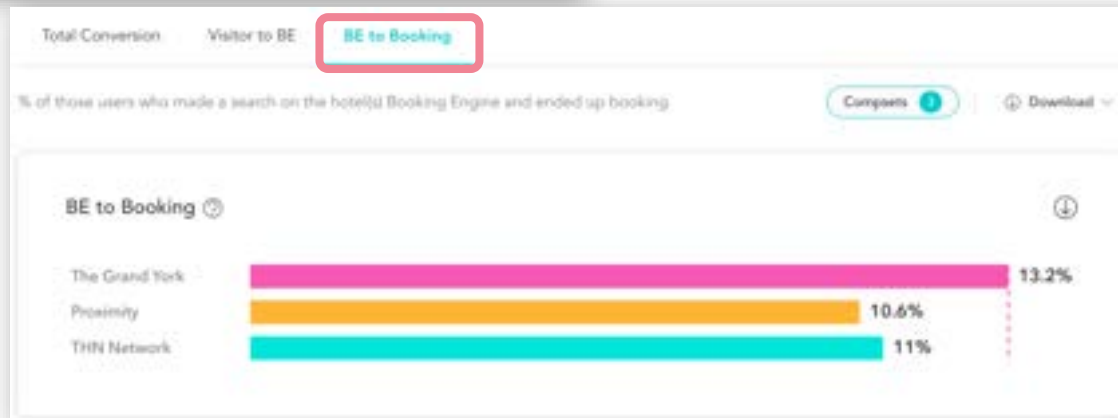 Total Conversion Visitor to BE BE to Booking
% of those users who made a search on the hotel(s) Booking Engine and ended up booking
Compsets Download
BE to Booking
The Grand York 13.2%
Proximity 10.6%
THN Network 11%